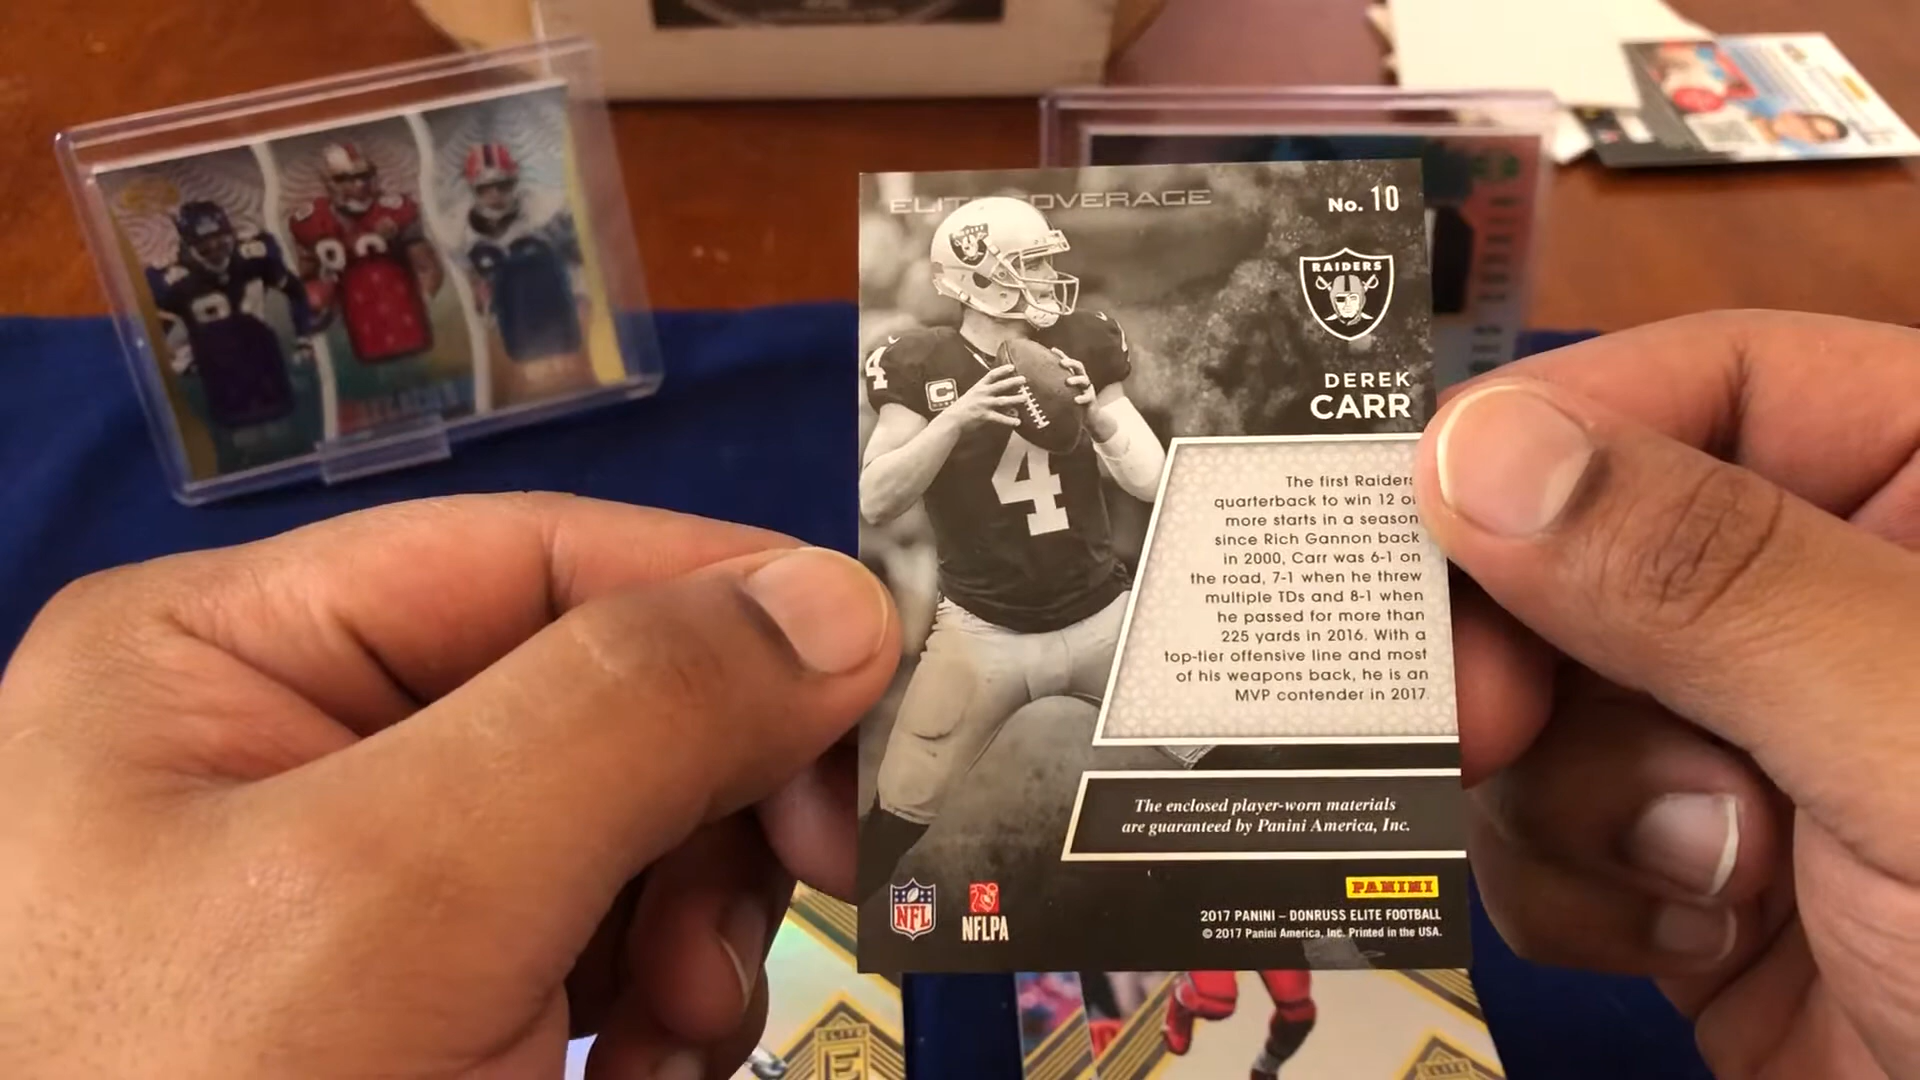 ELITE COVERAGE
No. 10
RAIDERS
DEREK
CARR
4
C
4
The first Raiders
quarterback to win 12 or
more starts in a season
since Rich Gannon back
in 2000, Carr was 6-1 on
the road, 7-1 when he threw
multiple TDs and 8-1 when
he passed for more than
225 yards in 2016. With a
top-tier offensive line and most
of his weapons back, he is an
MVP contender in 2017.
The enclosed player-worn materials
are guaranteed by Panini America, Inc.
PANINI
NFL
NFLPA
2017 PANINI – DONRUSS ELITE FOOTBALL
© 2017 Panini America, Inc. Printed in the USA.
84
ELITE
E
ELITE